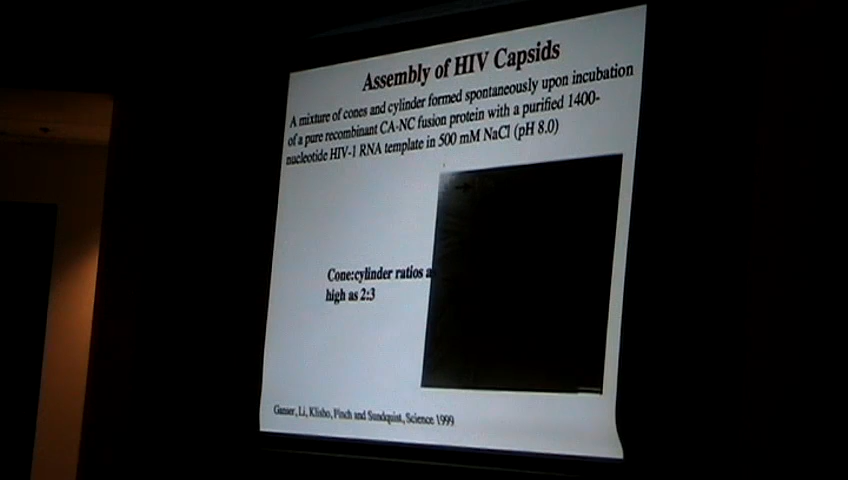 Assembly of HIV Capsids
A mixture of cones and cylinder formed spontaneously upon incubation
of a pure recombinant CA-NC fusion protein with a purified 1400-
nucleotide HIV-1 RNA template in 500 mM NaCl (pH 8.0)
Cone:cylinder ratios a
high as 2:3
Ganser, Li, Klisho, Finch and Sundquist, Science 1999